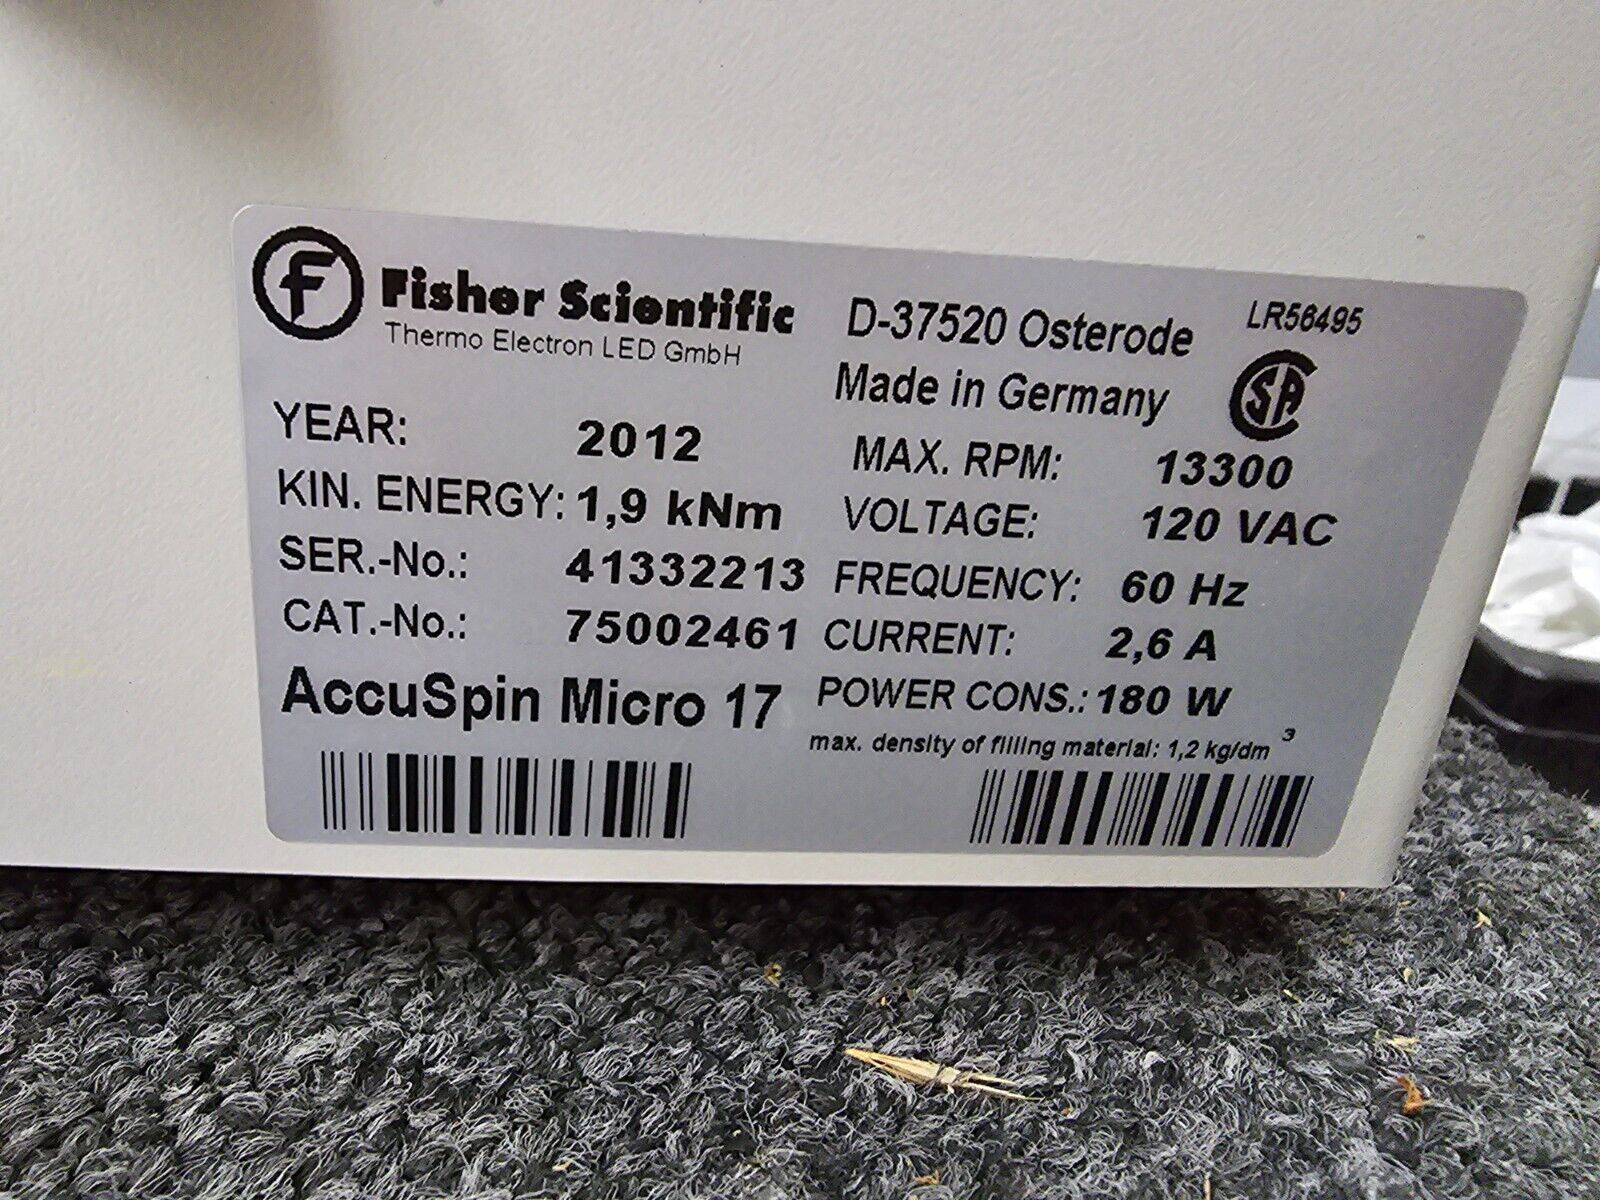 F Fisher Scientific
Thermo Electron LED GmbH
D-37520 Osterode
LR56495
Made in Germany
CSA
YEAR: 2012
MAX. RPM: 13300
KIN. ENERGY: 1,9 kNm
VOLTAGE: 120 VAC
SER.-No.: 41332213
FREQUENCY: 60 Hz
CAT.-No.: 75002461
CURRENT: 2,6 A
AccuSpin Micro 17
POWER CONS.: 180 W
max. density of filling material: 1,2 kg/dm³